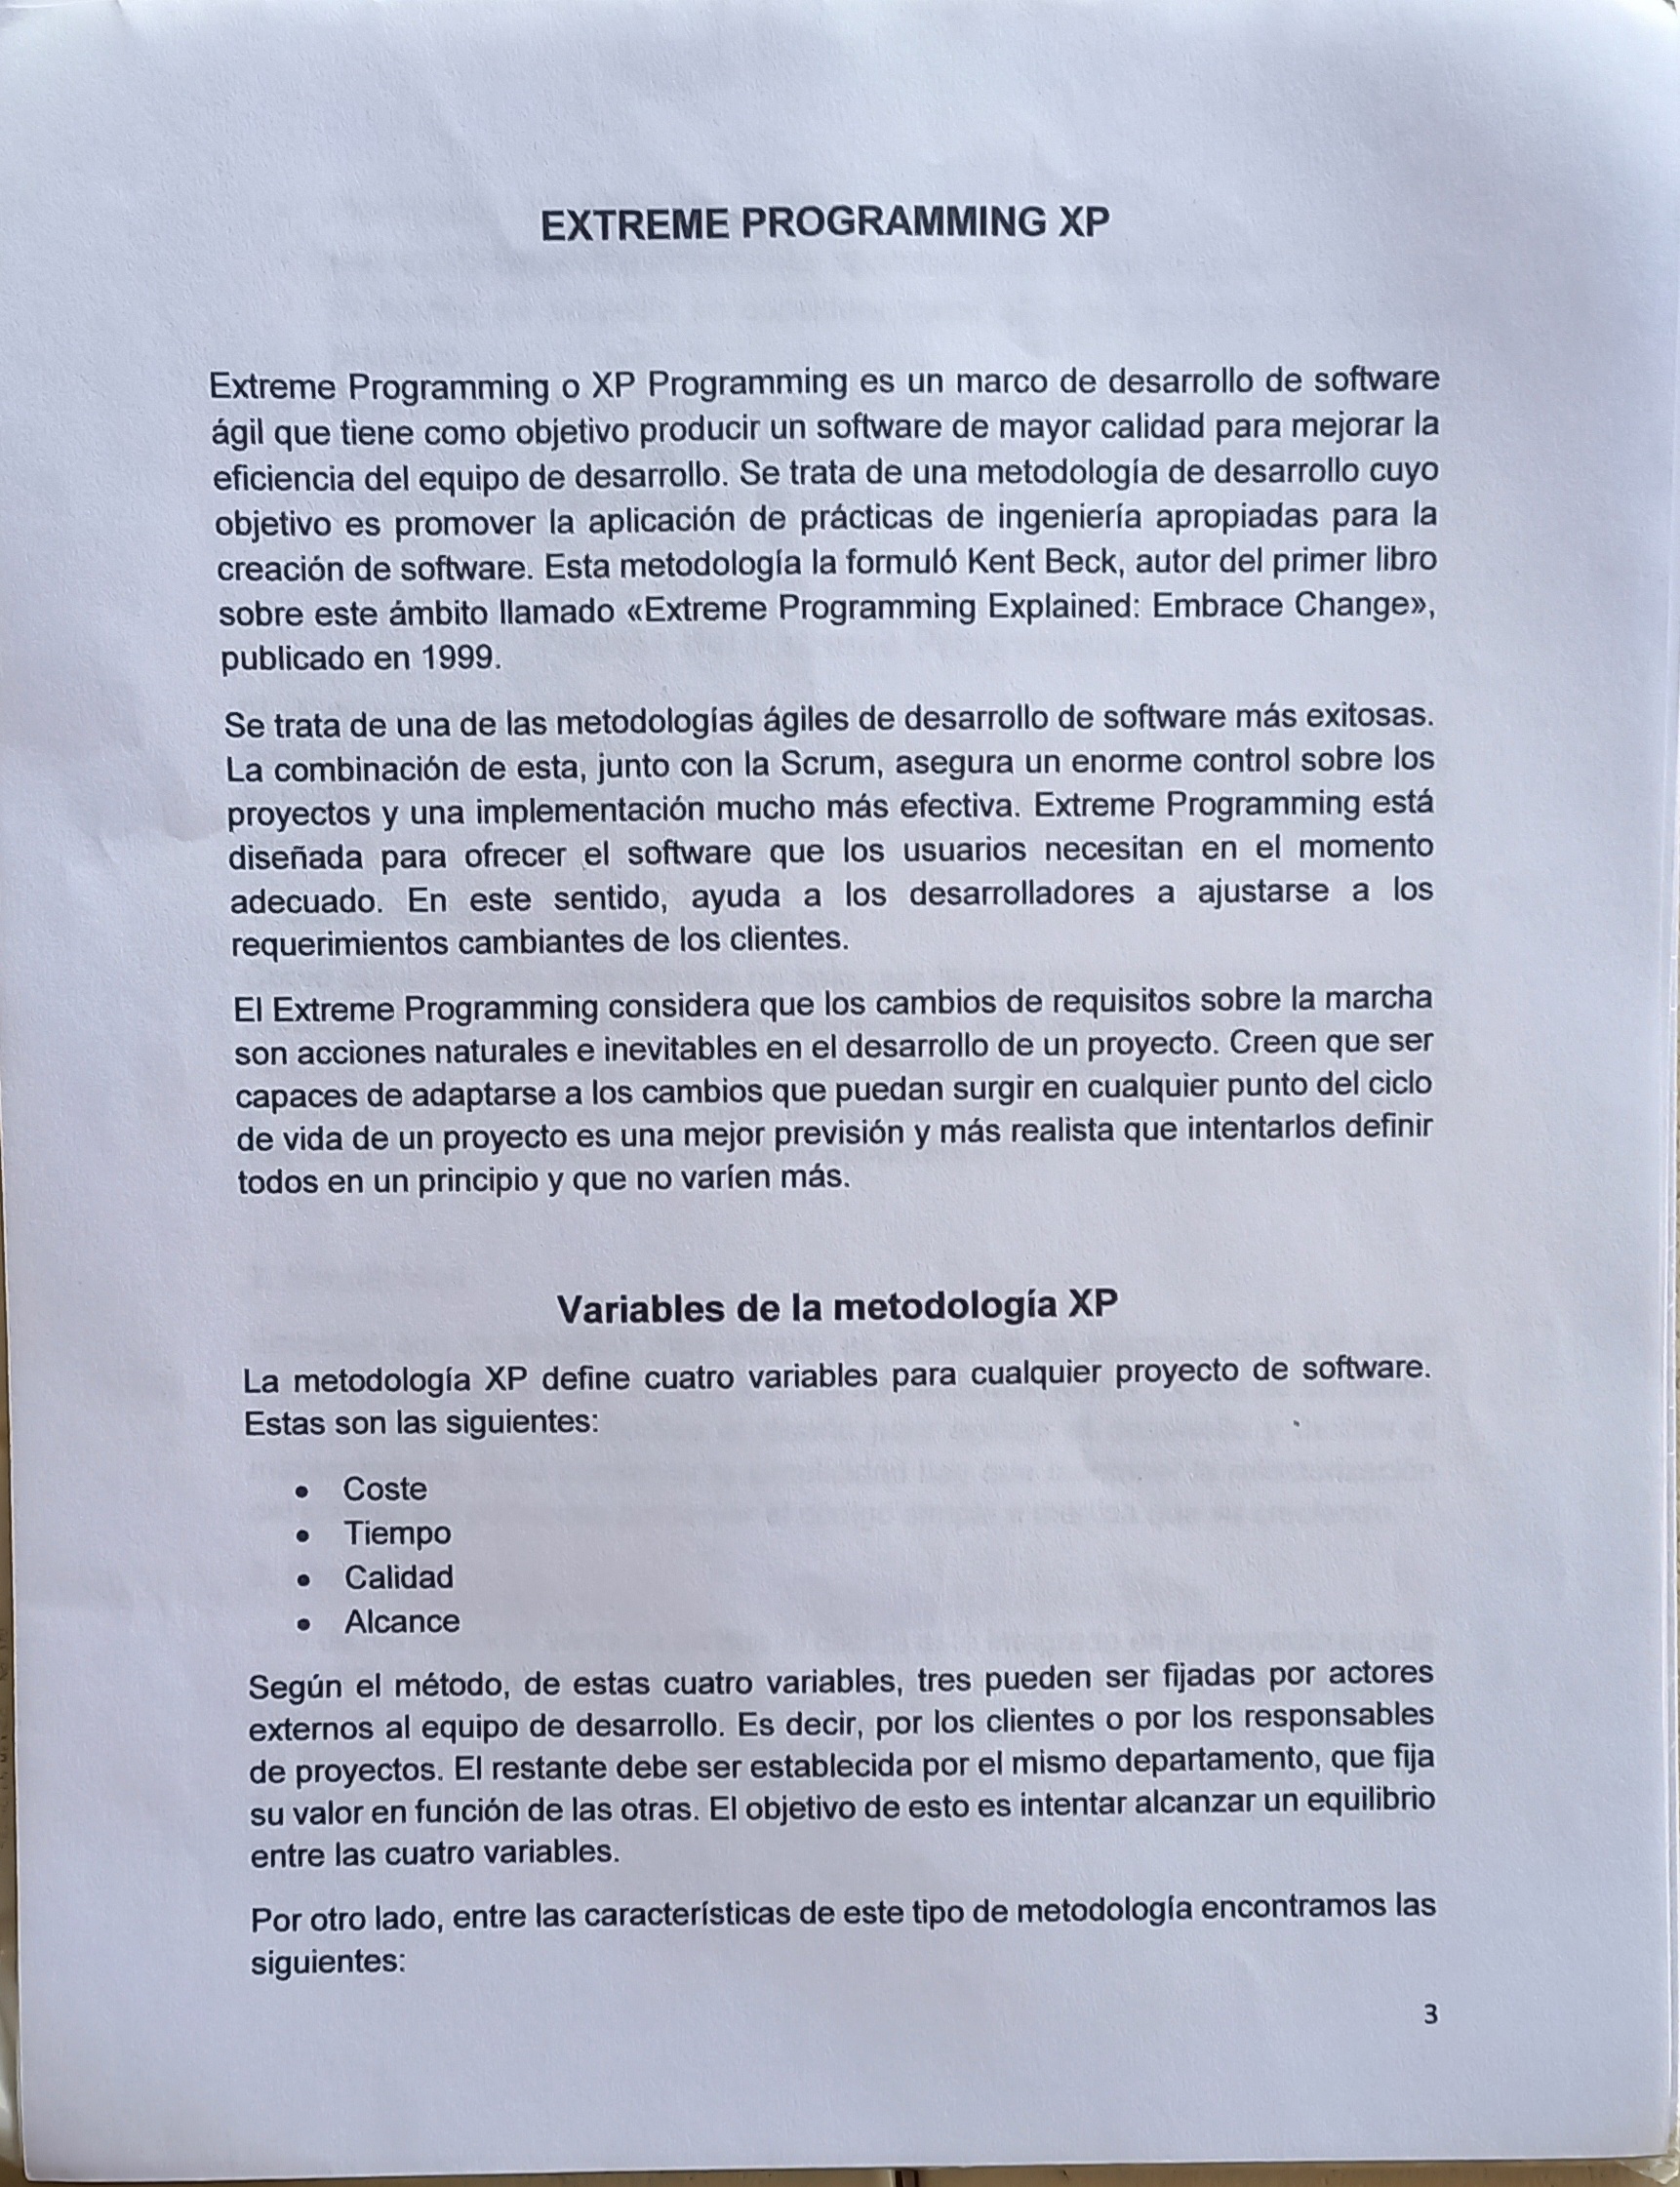 EXTREME PROGRAMMING XP
Extreme Programming o XP Programming es un marco de desarrollo de software
ágil que tiene como objetivo producir un software de mayor calidad para mejorar la
eficiencia del equipo de desarrollo. Se trata de una metodología de desarrollo cuyo
objetivo es promover la aplicación de prácticas de ingeniería apropiadas para la
creación de software. Esta metodología la formuló Kent Beck, autor del primer libro
sobre este ámbito llamado «Extreme Programming Explained: Embrace Change»,
publicado en 1999.
Se trata de una de las metodologías ágiles de desarrollo de software más exitosas.
La combinación de esta, junto con la Scrum, asegura un enorme control sobre los
proyectos y una implementación mucho más efectiva. Extreme Programming está
diseñada para ofrecer el software que los usuarios necesitan en el momento
adecuado. En este sentido, ayuda a los desarrolladores a ajustarse a los
requerimientos cambiantes de los clientes.
El Extreme Programming considera que los cambios de requisitos sobre la marcha
son acciones naturales e inevitables en el desarrollo de un proyecto. Creen que ser
capaces de adaptarse a los cambios que puedan surgir en cualquier punto del ciclo
de vida de un proyecto es una mejor previsión y más realista que intentarlos definir
todos en un principio y que no varíen más.
Variables de la metodología XP
La metodología XP define cuatro variables para cualquier proyecto de software.
Estas son las siguientes:
• Coste
• Tiempo
• Calidad
• Alcance
Según el método, de estas cuatro variables, tres pueden ser fijadas por actores
externos al equipo de desarrollo. Es decir, por los clientes o por los responsables
de proyectos. El restante debe ser establecida por el mismo departamento, que fija
su valor en función de las otras. El objetivo de esto es intentar alcanzar un equilibrio
entre las cuatro variables.
Por otro lado, entre las características de este tipo de metodología encontramos las
siguientes:
3